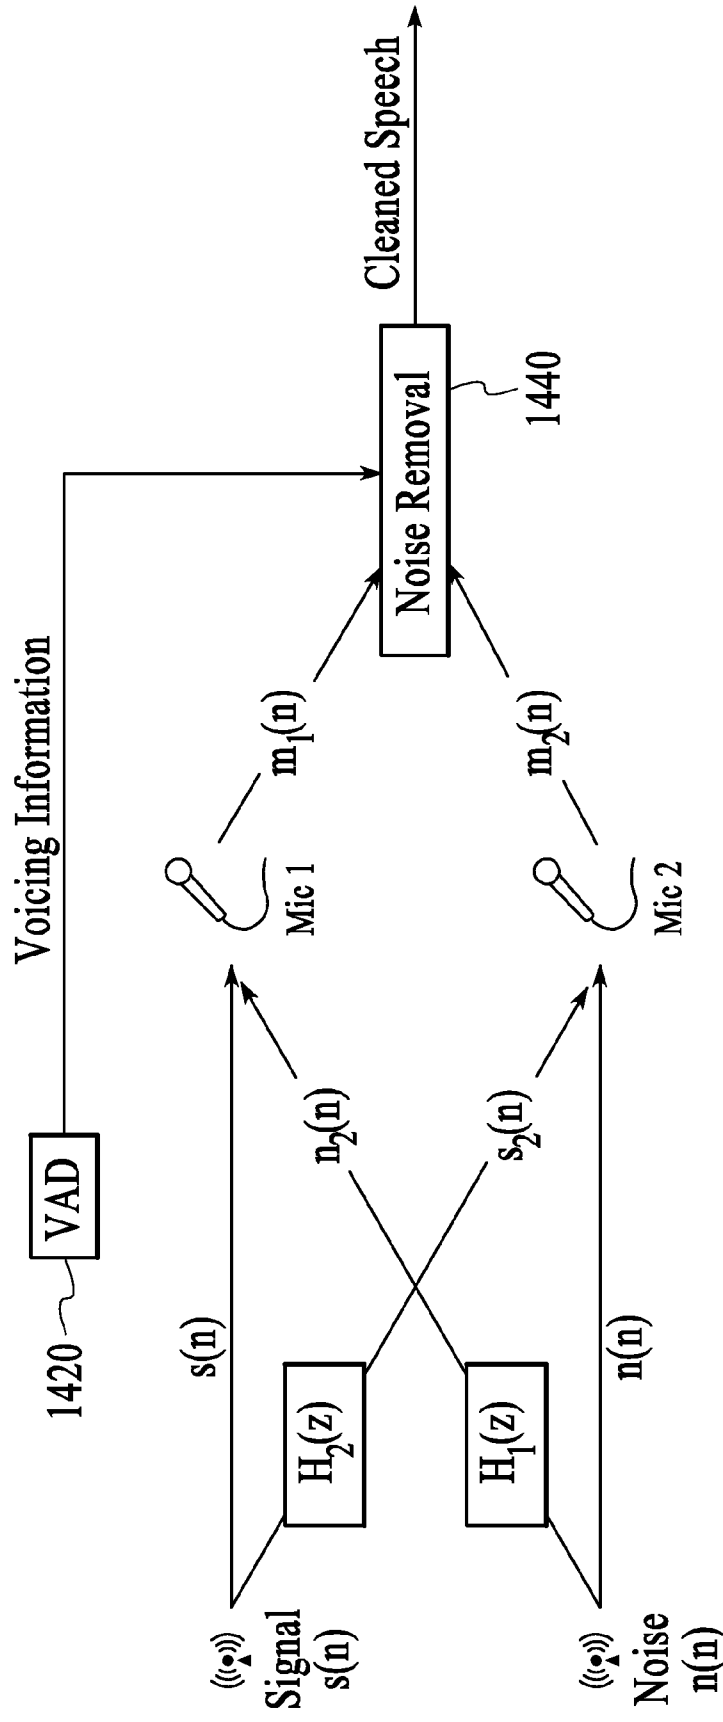 Voicing Information
VAD
1420
s(n)
Signal
s(n)
H2(z)
H1(z)
n2(n)
s2(n)
n(n)
Noise
n(n)
Mic 1
Mic 2
m1(n)
m2(n)
Noise Removal
1440
Cleaned Speech